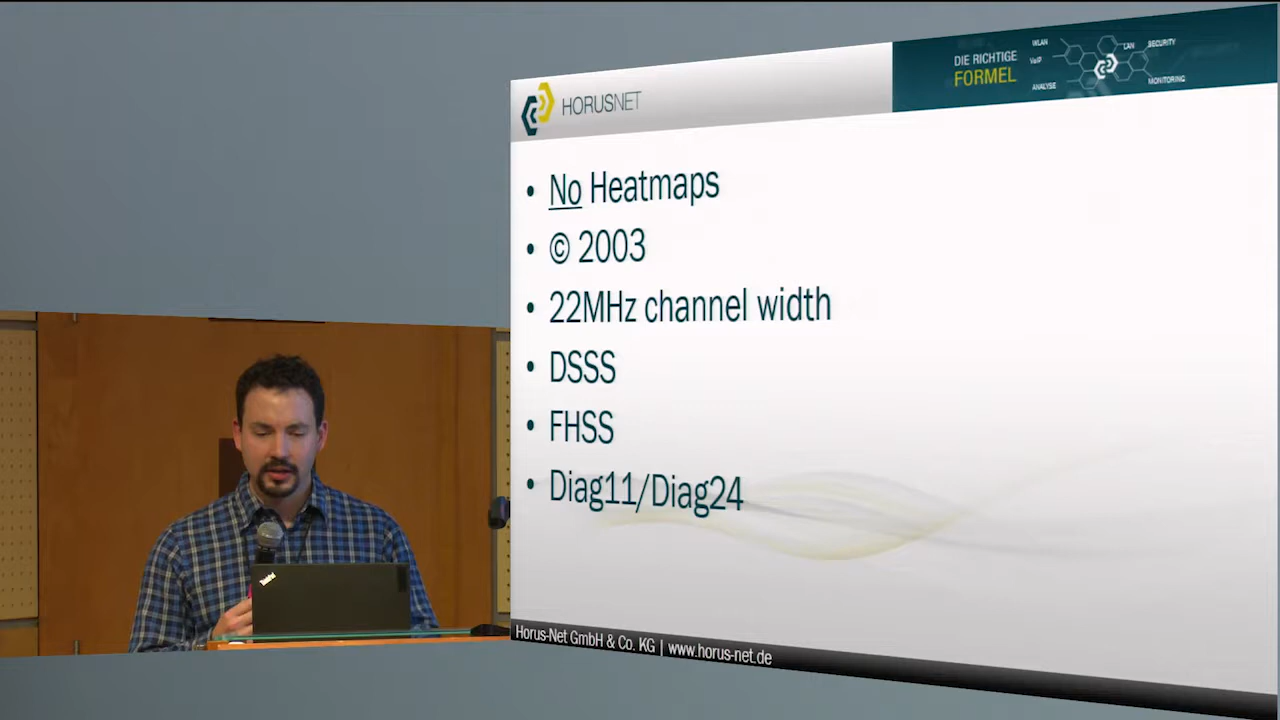 HORUSNET
DIE RICHTIGE
FORMEL
WLAN
LAN
SECURITY
VoIP
ANALYSE
MONITORING
• No Heatmaps
• © 2003
• 22MHz channel width
• DSSS
• FHSS
• Diag11/Diag24
ThinkPad
Horus-Net GmbH & Co. KG | www.horus-net.de